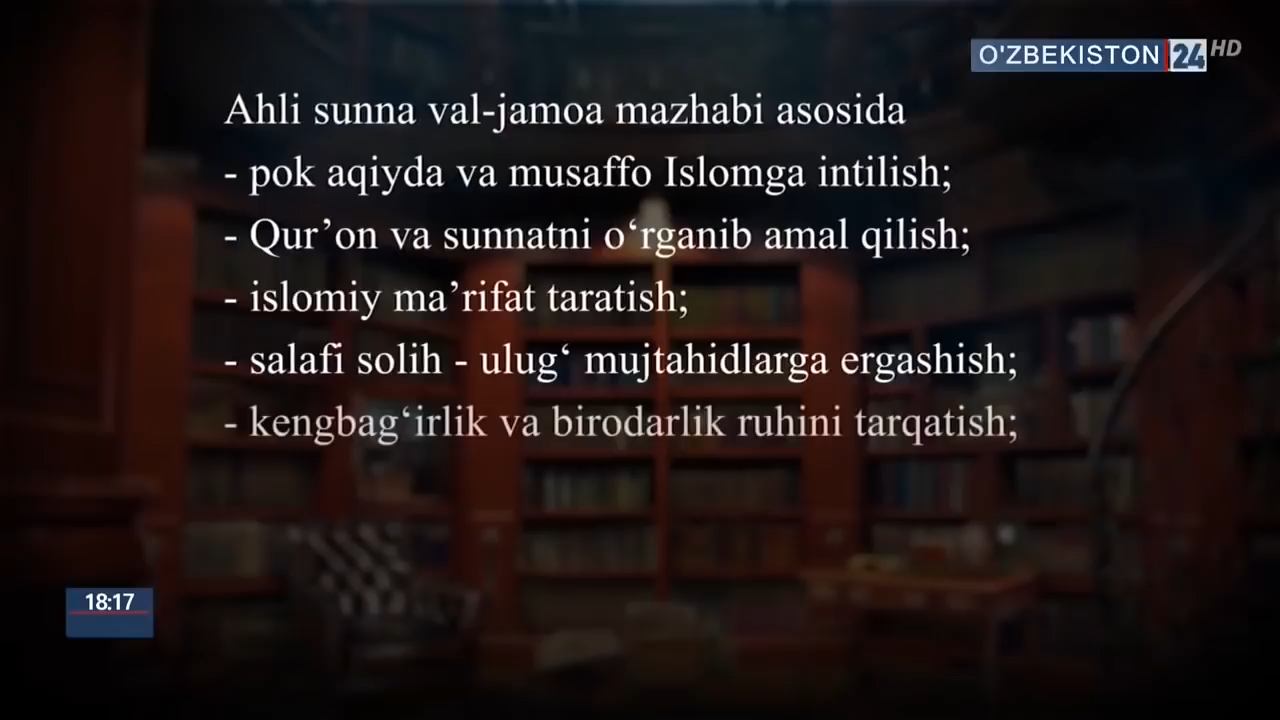 O'ZBEKISTON 24 HD
Ahli sunna val-jamoa mazhabi asosida
- pok aqiyda va musaffo Islomga intilish;
- Qur’on va sunnatni o‘rganib amal qilish;
- islomiy ma’rifat taratish;
- salafi solih - ulug‘ mujtahidlarga ergashish;
- kengbag‘irlik va birodarlik ruhini tarqatish;
18:17